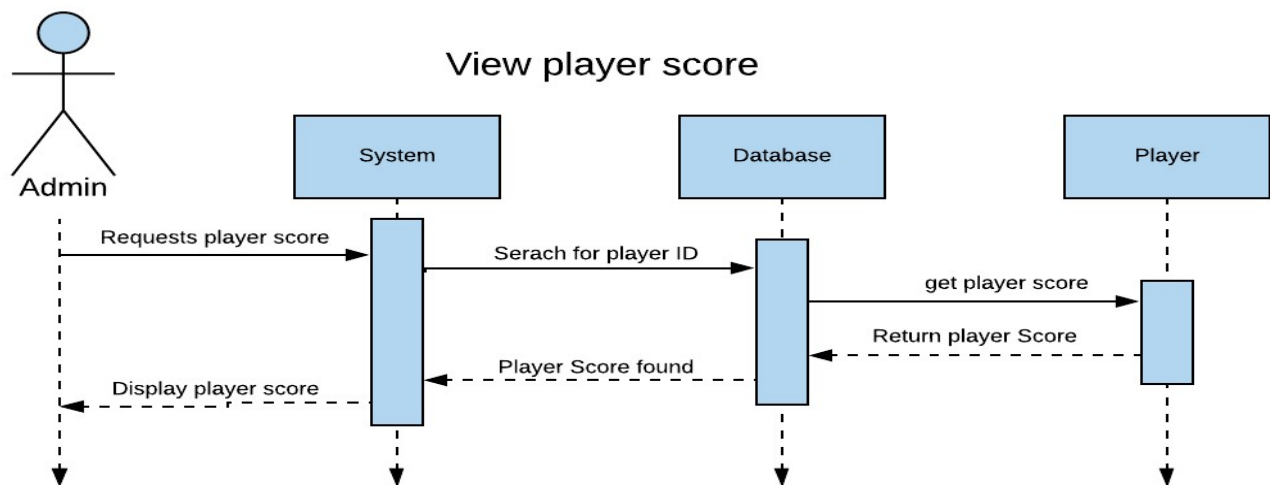 View player score
Admin
System
Database
Player
Requests player score
Serach for player ID
get player score
Return player Score
Player Score found
Display player score